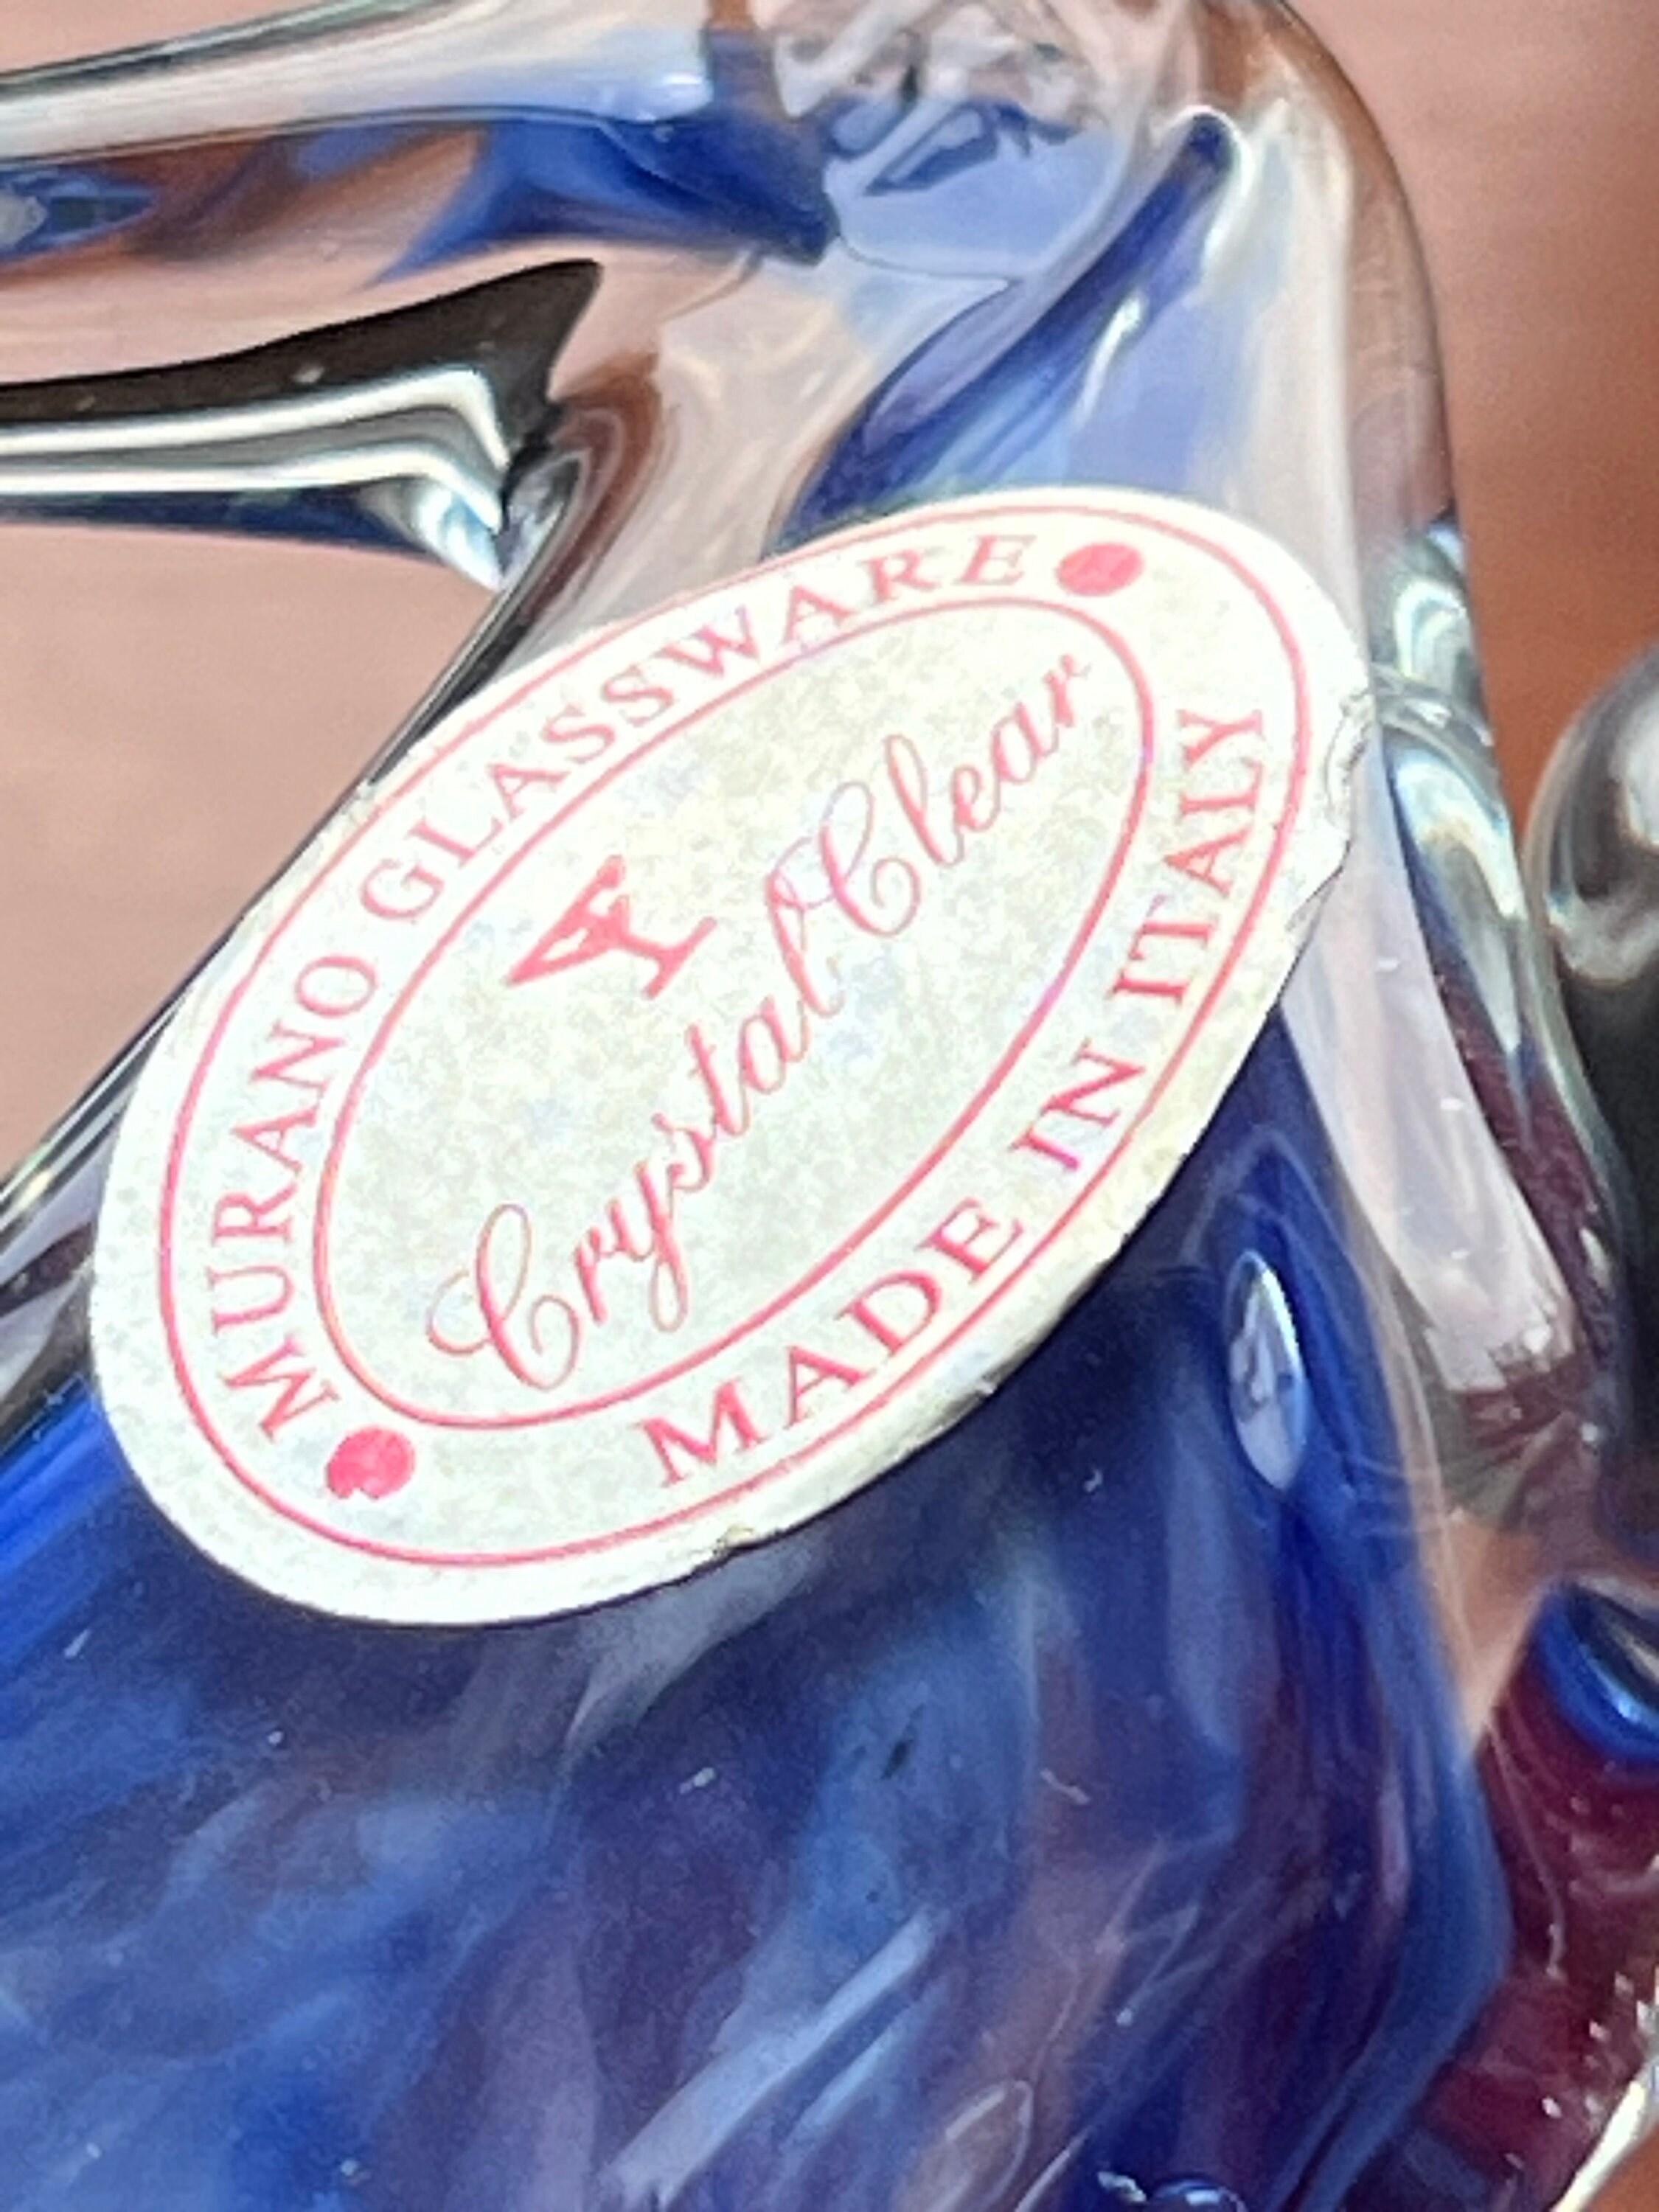 MURANO GLASSWARE
Crystal Clear
MADE IN ITALY